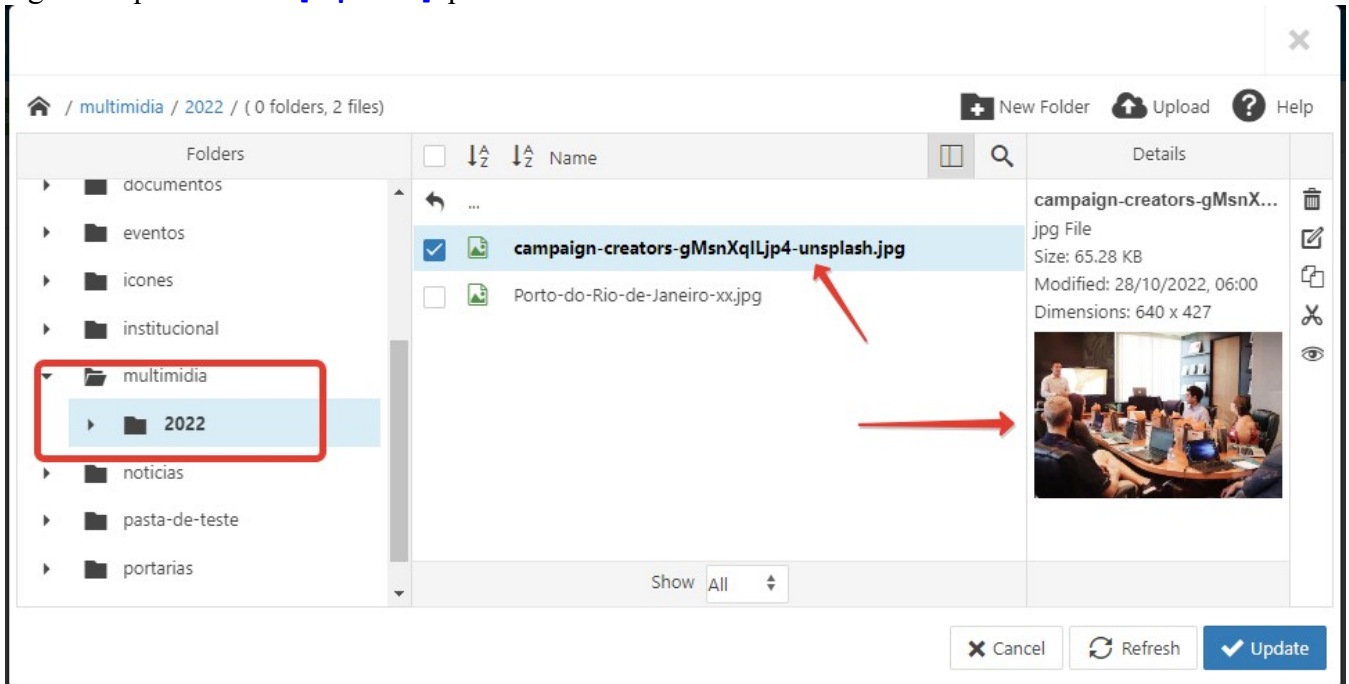 ×
/ multimidia / 2022 / ( 0 folders, 2 files)
New Folder Upload ? Help
Folders
A Z A Z Name
Details
documentos
eventos
icones
institucional
multimidia
2022
noticias
pasta-de-teste
portarias
...
campaign-creators-gMsnXqlLjp4-unsplash.jpg
Porto-do-Rio-de-Janeiro-xx.jpg
Show All
campaign-creators-gMsnX...
jpg File
Size: 65.28 KB
Modified: 28/10/2022, 06:00
Dimensions: 640 x 427
Cancel Refresh Update